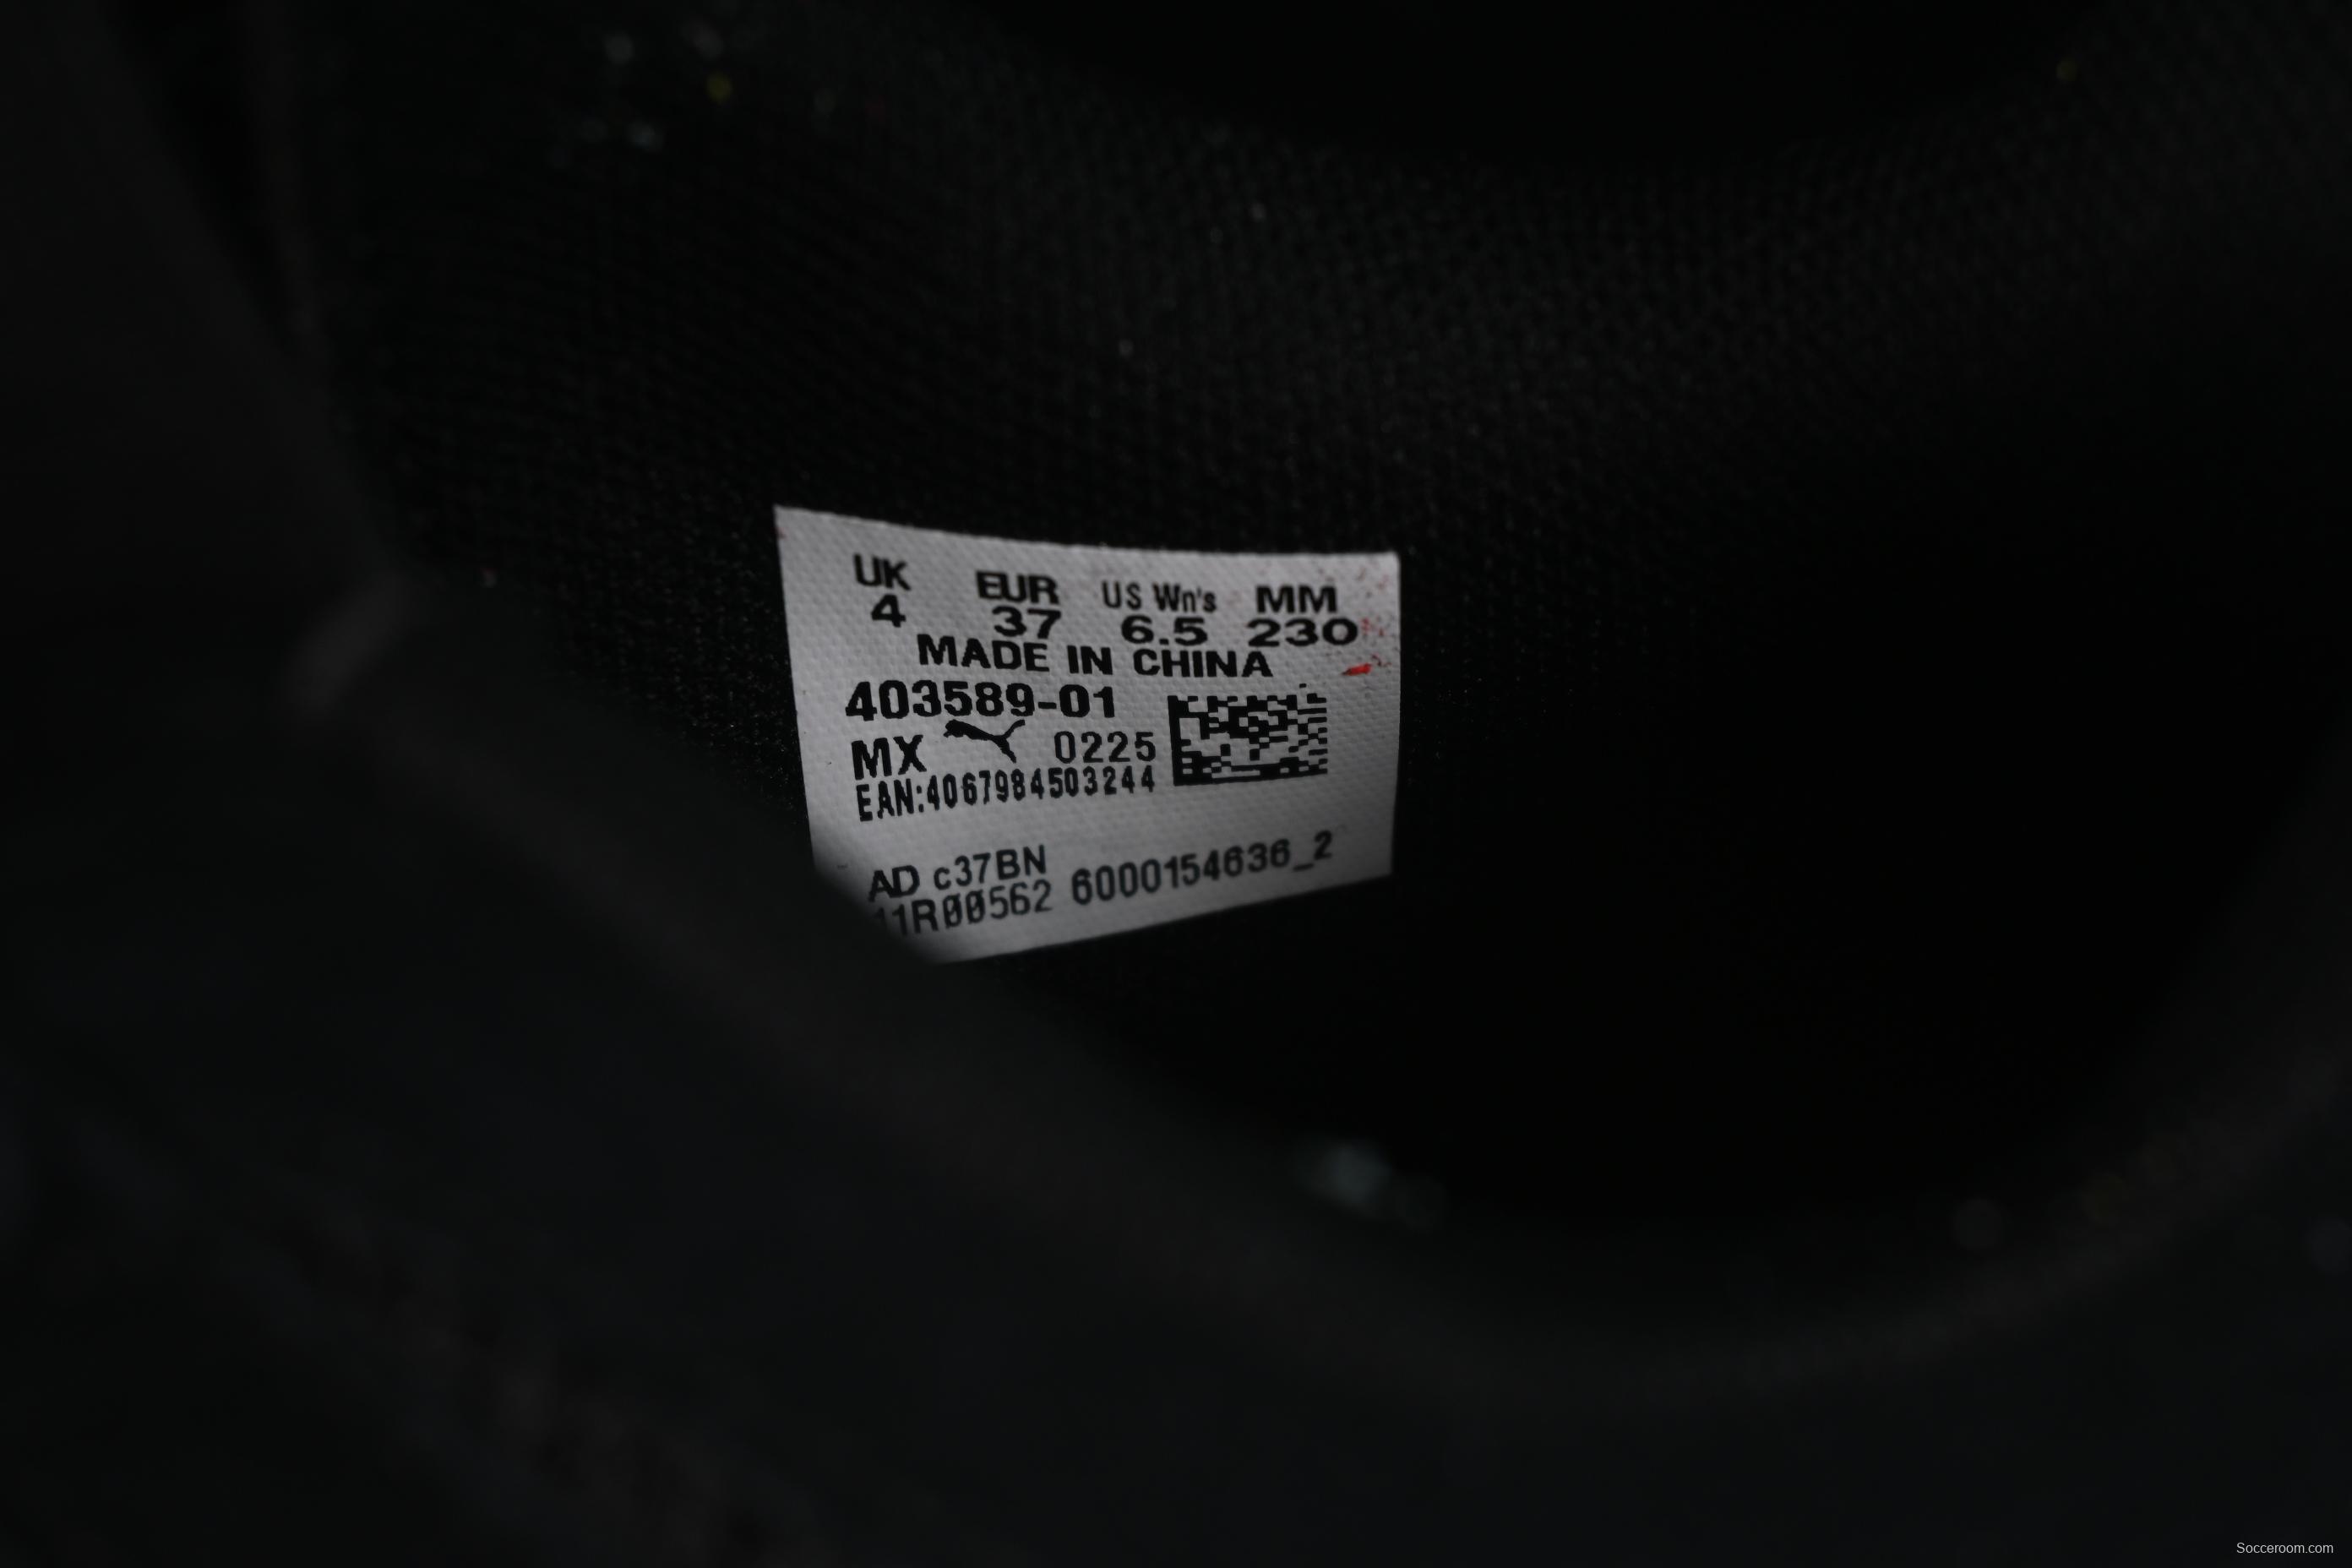 UK EUR US Wn's MM
4 37 6.5 230
MADE IN CHINA
403589-01
MX 0225
EAN:4067984503244
AD c37BN
11R00562 6000154636_2
Socceroom.com